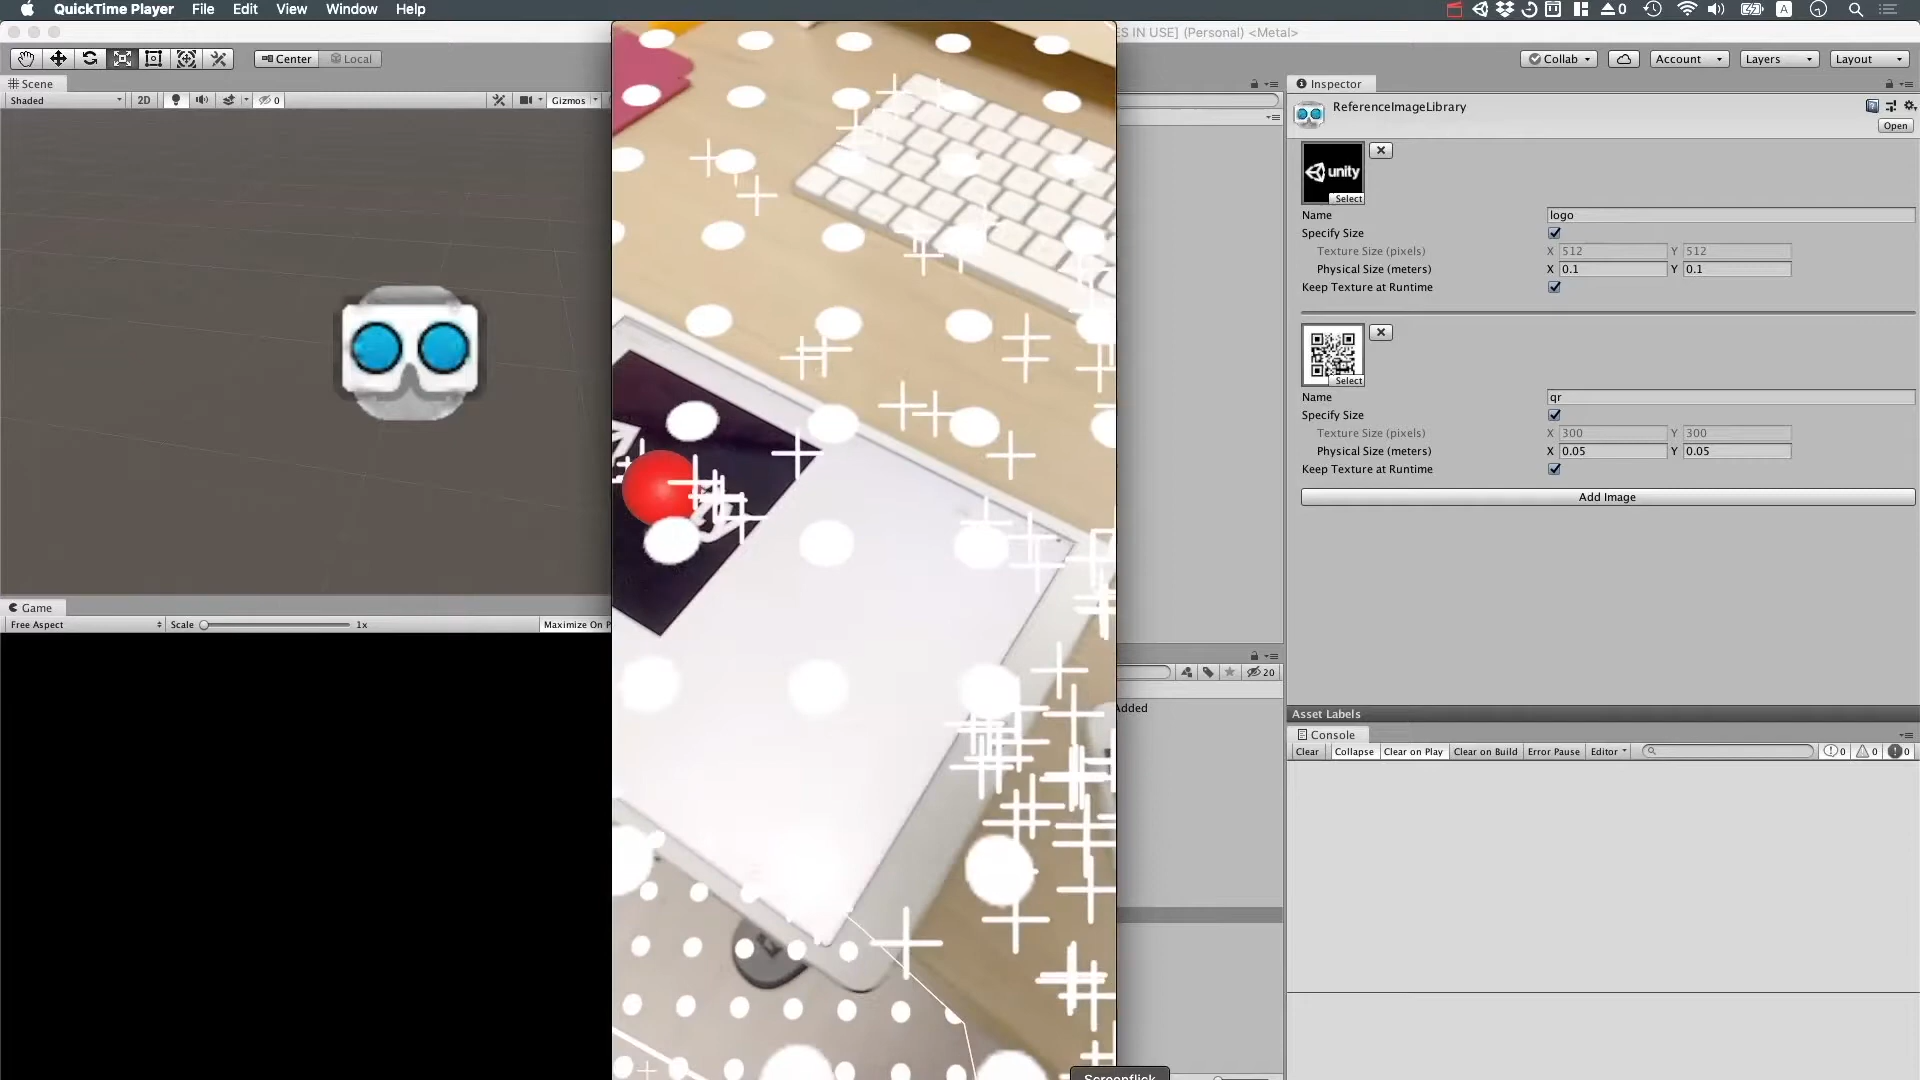 QuickTime Player File Edit View Window Help
0
A
ES IN USE] (Personal) <Metal>
Center Local
Collab Account Layers Layout
Scene
Shaded 2D 0 Gizmos
Inspector
ReferenceImageLibrary
Open
unity
Select
Name logo
Specify Size
Texture Size (pixels) X 512 Y 512
Physical Size (meters) X 0.1 Y 0.1
Keep Texture at Runtime
Select
Name qr
Specify Size
Texture Size (pixels) X 300 Y 300
Physical Size (meters) X 0.05 Y 0.05
Keep Texture at Runtime
Add Image
Game
Free Aspect Scale 1x Maximize On P
20
Added
Asset Labels
Console
Clear Collapse Clear on Play Clear on Build Error Pause Editor 0 0 0
Screenflick